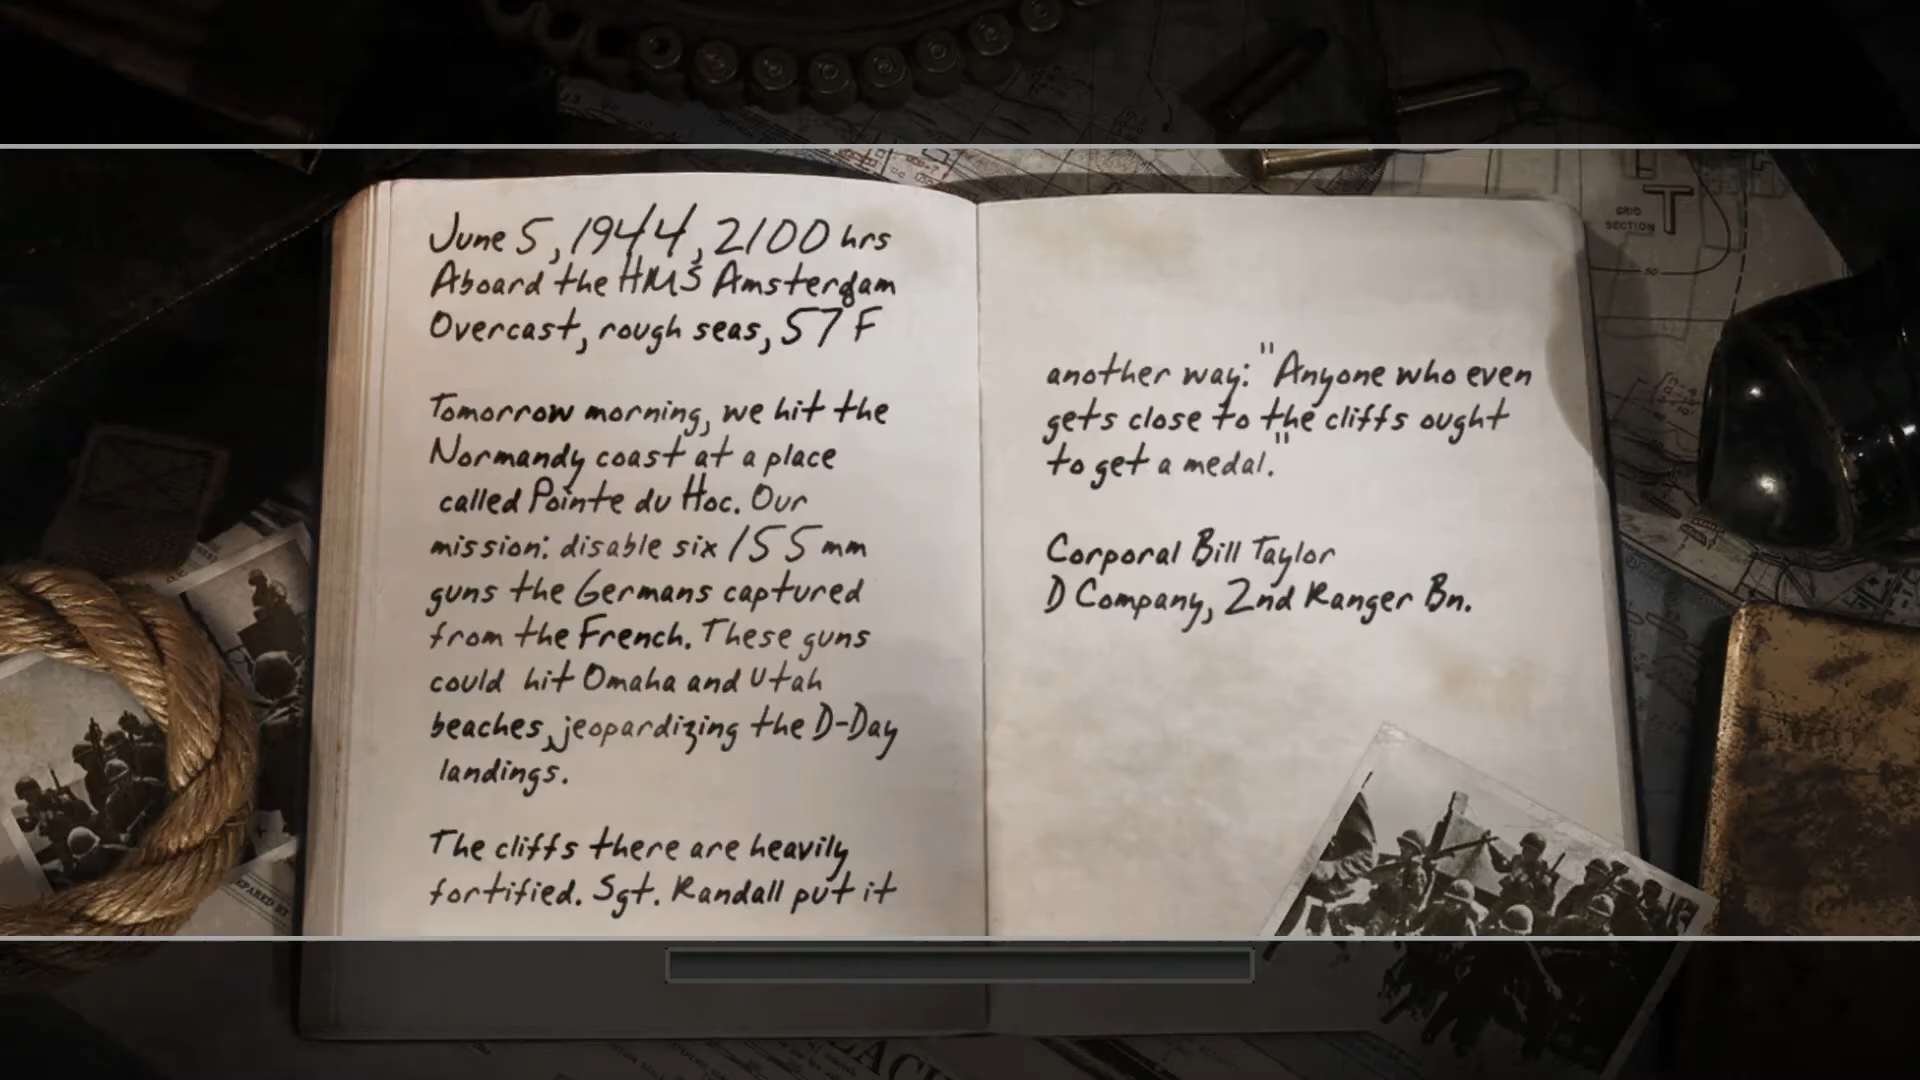 June 5, 1944, 2100 hrs
Aboard the HMS Amsterdam
Overcast, rough seas, 57 F
Tomorrow morning, we hit the
Normandy coast at a place
called Pointe du Hoc. Our
mission: disable six 155 mm
guns the Germans captured
from the French. These guns
could hit Omaha and Utah
beaches, jeopardizing the D-Day
landings.
The cliffs there are heavily
fortified. Sgt. Randall put it
another way: "Anyone who even
gets close to the cliffs ought
to get a medal."
Corporal Bill Taylor
D Company, 2nd Ranger Bn.
GRID
SECTION
T